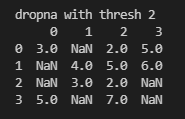 dropna with thresh 2
     0    1    2    3
0  3.0  NaN  2.0  5.0
1  NaN  4.0  5.0  6.0
2  NaN  3.0  2.0  NaN
3  5.0  NaN  7.0  NaN